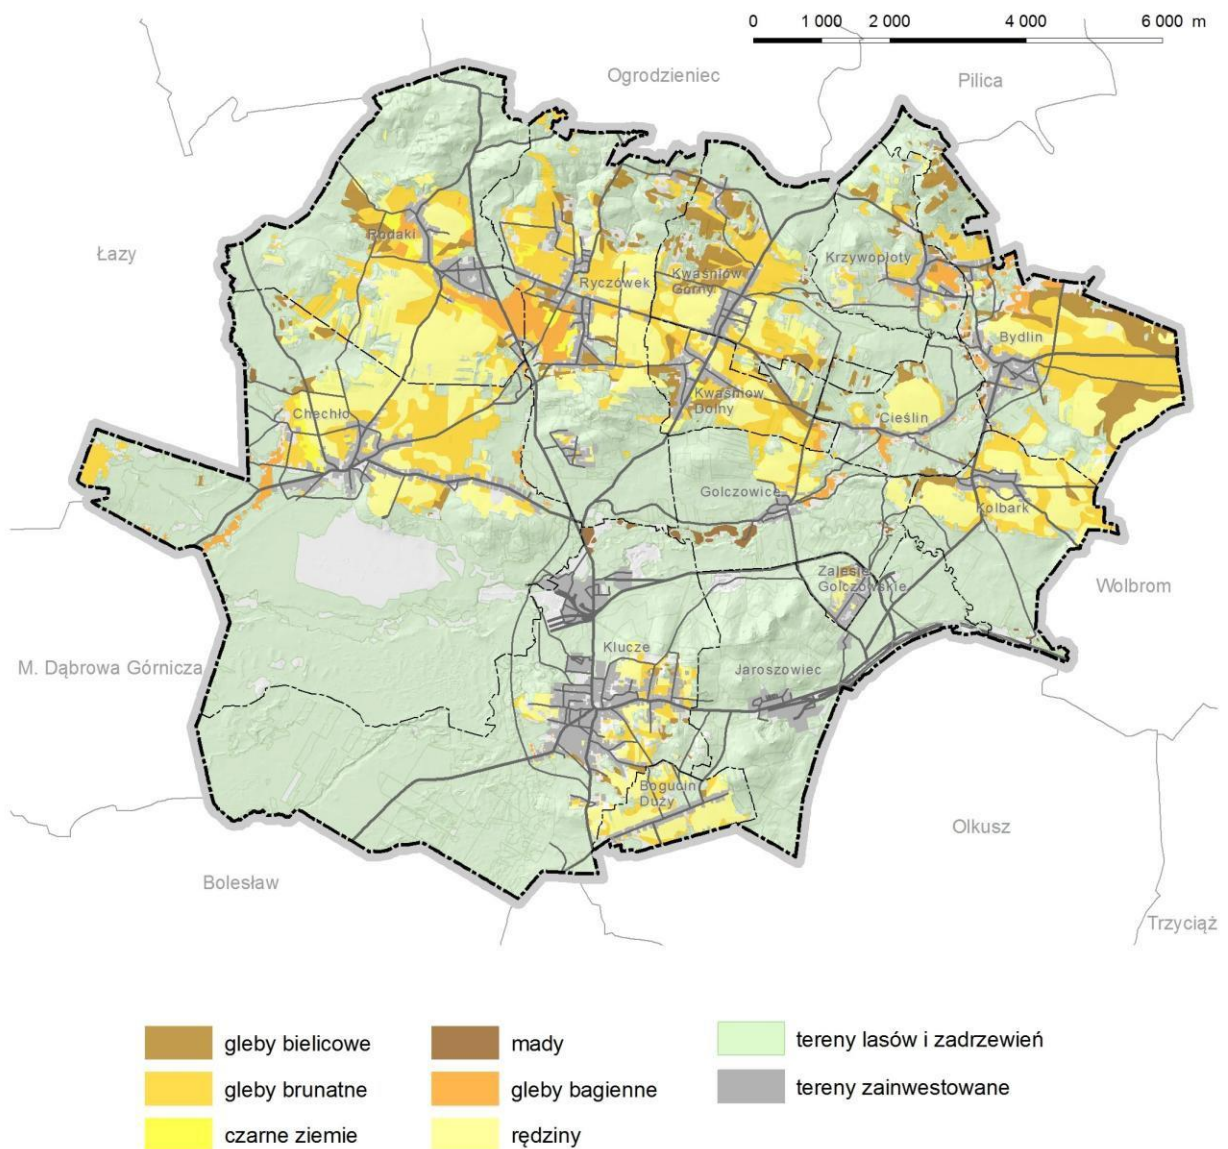 0 1 000 2 000 4 000 6 000 m
Ogrodzieniec
Pilica
Łazy
Rodaki
Ryczówek
Kwaśniów
Górny
Krzywopłoty
Bydlin
Kwaśniów
Dolny
Cieślin
Chechło
Golczowice
Kolbark
Zalesie
Golczowskie
Wolbrom
Klucze
M. Dąbrowa Górnicza
Jaroszowiec
Bogucin
Duży
Olkusz
Bolesław
Trzyciąż
gleby bielicowe
mady
tereny lasów i zadrzewień
gleby brunatne
gleby bagienne
tereny zainwestowane
czarne ziemie
rędziny